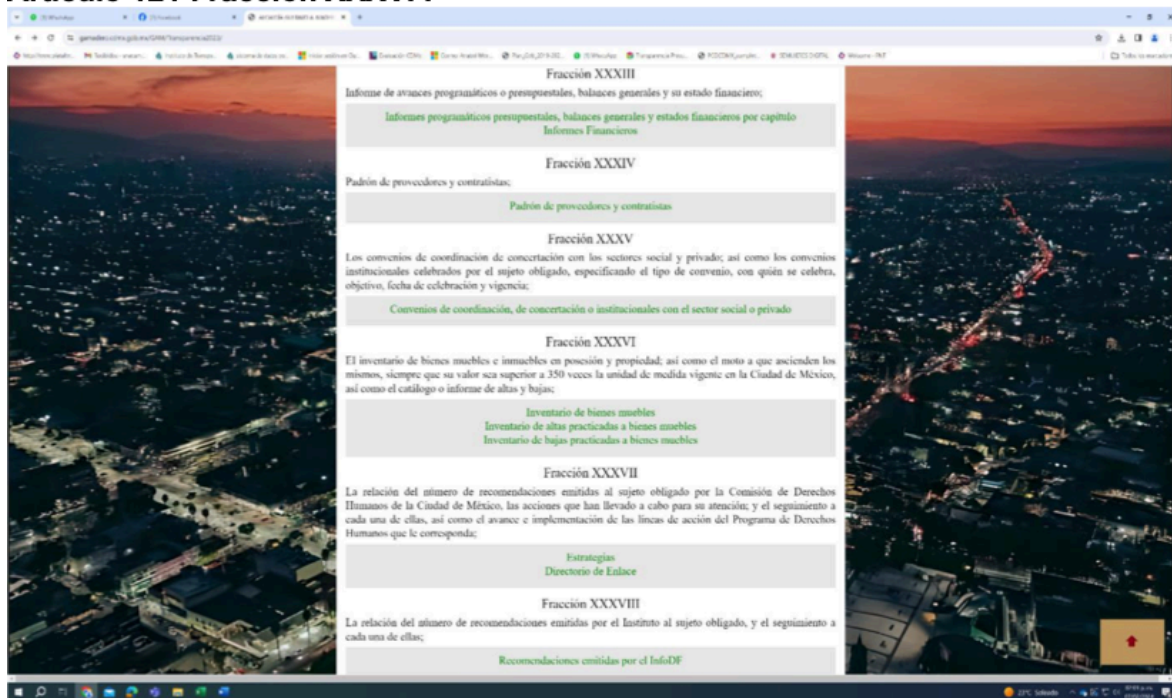 WhatsApp
Facebook
gamadero.cdmx.gob.mx/GAM/Transparencia2023/
WhatsApp
Fracción XXXIII
Informe de avances programáticos o presupuestales, balances generales y su estado financiero;
Informes programáticos presupuestales, balances generales y estados financieros por capítulo
Informes Financieros
Fracción XXXIV
Padrón de proveedores y contratistas;
Padrón de proveedores y contratistas
Fracción XXXV
Los convenios de coordinación de concertación con los sectores social y privado; así como los convenios
institucionales celebrados por el sujeto obligado, especificando el tipo de convenio, con quién se celebra,
objetivo, fecha de celebración y vigencia;
Convenios de coordinación, de concertación o institucionales con el sector social o privado
Fracción XXXVI
El inventario de bienes muebles e inmuebles en posesión y propiedad; así como el moto a que ascienden los
mismos, siempre que su valor sea superior a 350 veces la unidad de medida vigente en la Ciudad de México,
así como el catálogo o informe de altas y bajas;
Inventario de bienes muebles
Inventario de altas practicadas a bienes muebles
Inventario de bajas practicadas a bienes muebles
Fracción XXXVII
La relación del número de recomendaciones emitidas al sujeto obligado por la Comisión de Derechos
Humanos de la Ciudad de México, las acciones que han llevado a cabo para su atención; y el seguimiento a
cada una de ellas, así como el avance e implementación de las líneas de acción del Programa de Derechos
Humanos que le corresponda;
Estrategias
Directorio de Enlace
Fracción XXXVIII
La relación del número de recomendaciones emitidas por el Instituto al sujeto obligado, y el seguimiento a
cada una de ellas;
Recomendaciones emitidas por el InfoDF